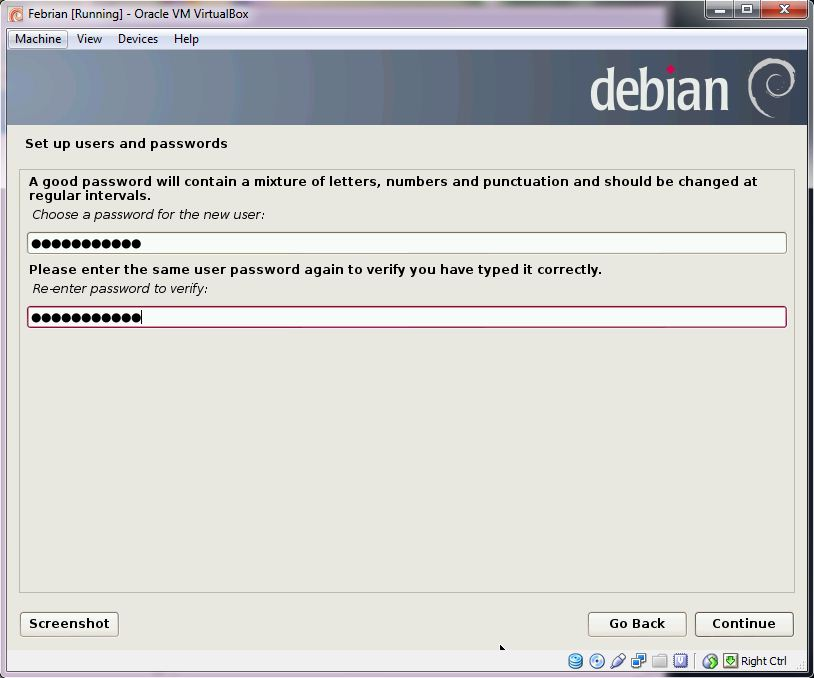 Febrian [Running] - Oracle VM VirtualBox
Machine View Devices Help
debian
Set up users and passwords
A good password will contain a mixture of letters, numbers and punctuation and should be changed at
regular intervals.
Choose a password for the new user:
●●●●●●●●●●●
Please enter the same user password again to verify you have typed it correctly.
Re-enter password to verify:
●●●●●●●●●●●
Screenshot Go Back Continue
Right Ctrl